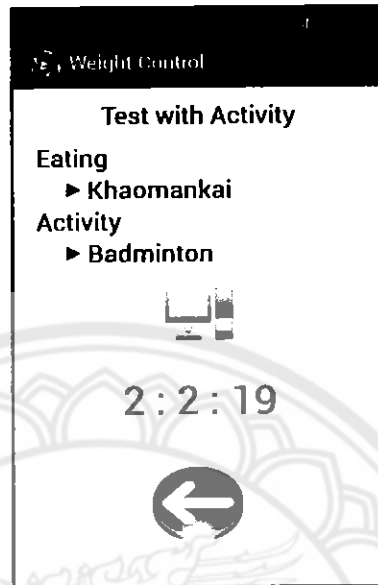 Weight Control
Test with Activity
Eating
▸ Khaomankai
Activity
▸ Badminton
2 : 2 : 19